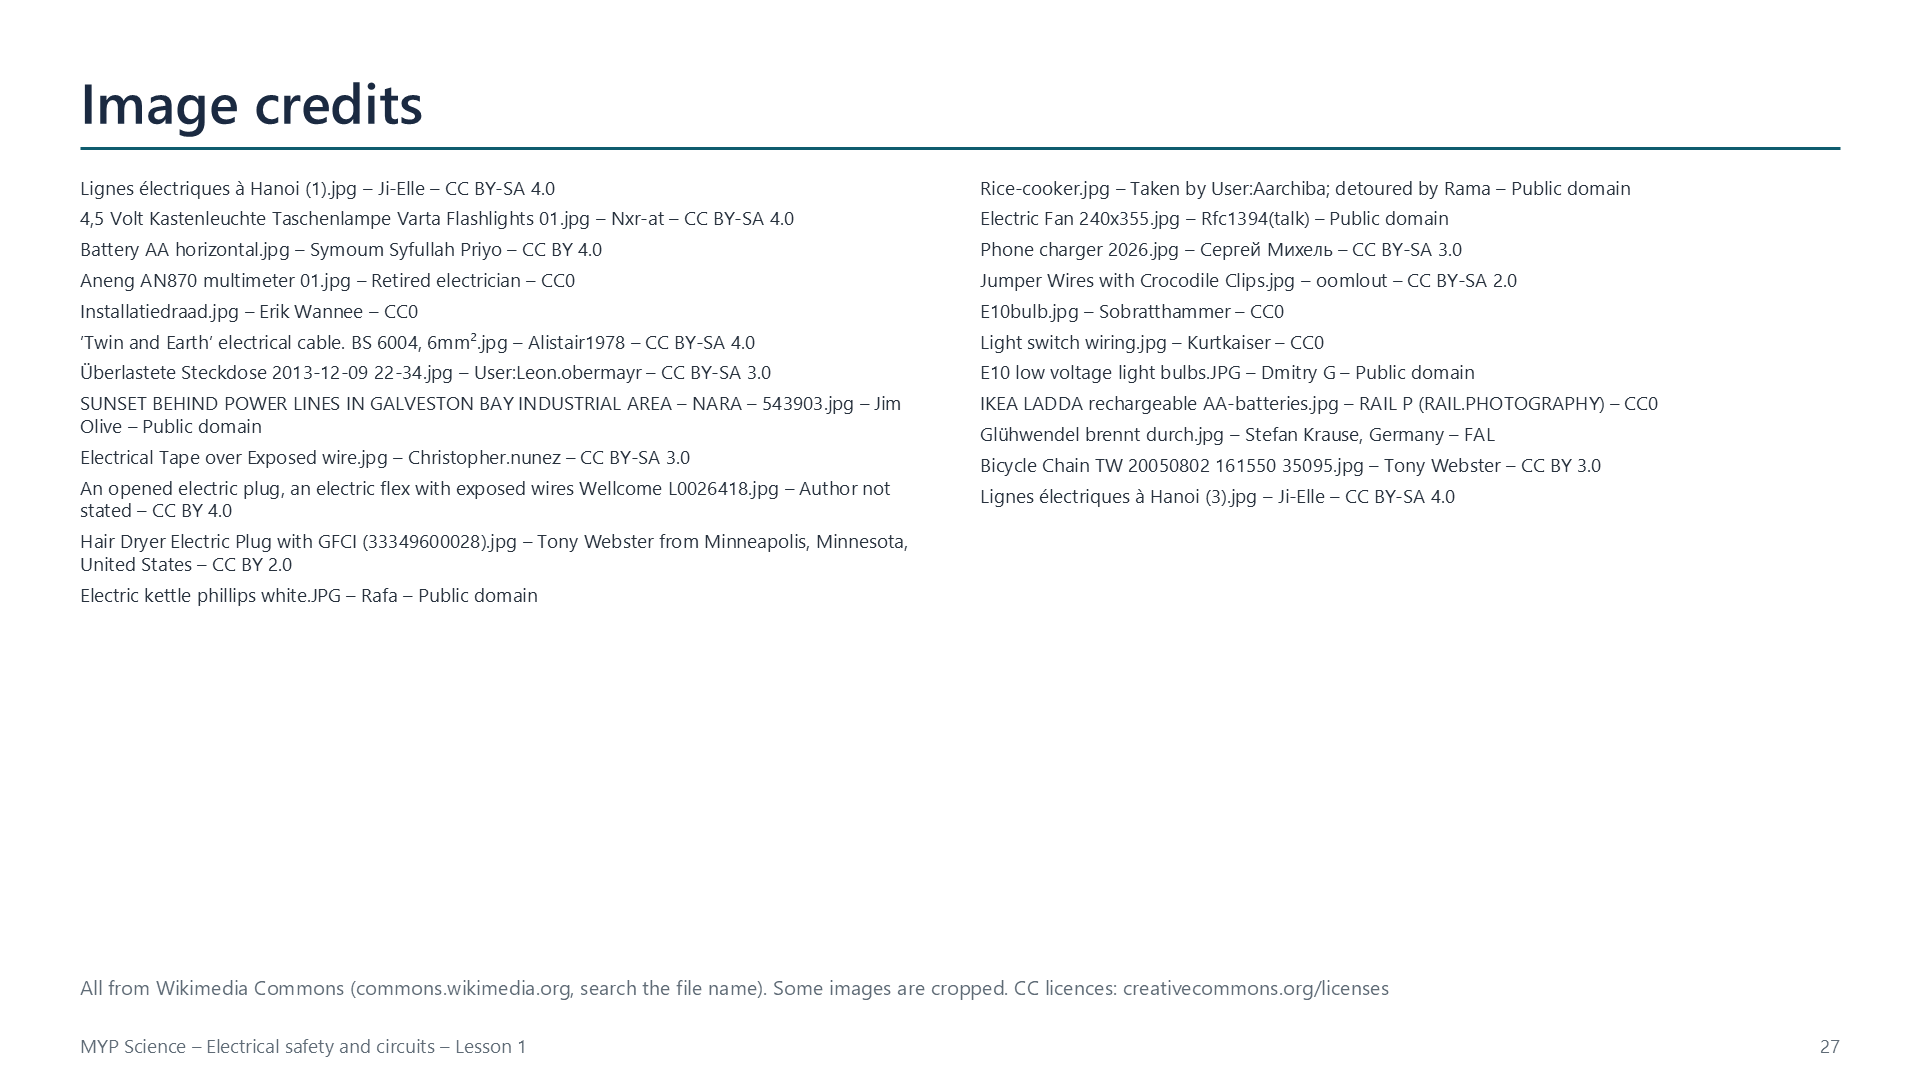 Image credits
Lignes électriques à Hanoi (1).jpg – Ji-Elle – CC BY-SA 4.0
4,5 Volt Kastenleuchte Taschenlampe Varta Flashlights 01.jpg – Nxr-at – CC BY-SA 4.0
Battery AA horizontal.jpg – Symoum Syfullah Priyo – CC BY 4.0
Aneng AN870 multimeter 01.jpg – Retired electrician – CC0
Installatiedraad.jpg – Erik Wannee – CC0
'Twin and Earth' electrical cable. BS 6004, 6mm².jpg – Alistair1978 – CC BY-SA 4.0
Überlastete Steckdose 2013-12-09 22-34.jpg – User:Leon.obermayr – CC BY-SA 3.0
SUNSET BEHIND POWER LINES IN GALVESTON BAY INDUSTRIAL AREA – NARA – 543903.jpg – Jim
Olive – Public domain
Electrical Tape over Exposed wire.jpg – Christopher.nunez – CC BY-SA 3.0
An opened electric plug, an electric flex with exposed wires Wellcome L0026418.jpg – Author not
stated – CC BY 4.0
Hair Dryer Electric Plug with GFCI (33349600028).jpg – Tony Webster from Minneapolis, Minnesota,
United States – CC BY 2.0
Electric kettle phillips white.JPG – Rafa – Public domain
Rice-cooker.jpg – Taken by User:Aarchiba; detoured by Rama – Public domain
Electric Fan 240x355.jpg – Rfc1394(talk) – Public domain
Phone charger 2026.jpg – Сергей Михель – CC BY-SA 3.0
Jumper Wires with Crocodile Clips.jpg – oomlout – CC BY-SA 2.0
E10bulb.jpg – Sobratthammer – CC0
Light switch wiring.jpg – Kurtkaiser – CC0
E10 low voltage light bulbs.JPG – Dmitry G – Public domain
IKEA LADDA rechargeable AA-batteries.jpg – RAIL P (RAIL.PHOTOGRAPHY) – CC0
Glühwendel brennt durch.jpg – Stefan Krause, Germany – FAL
Bicycle Chain TW 20050802 161550 35095.jpg – Tony Webster – CC BY 3.0
Lignes électriques à Hanoi (3).jpg – Ji-Elle – CC BY-SA 4.0
All from Wikimedia Commons (commons.wikimedia.org, search the file name). Some images are cropped. CC licences: creativecommons.org/licenses
MYP Science – Electrical safety and circuits – Lesson 1
27